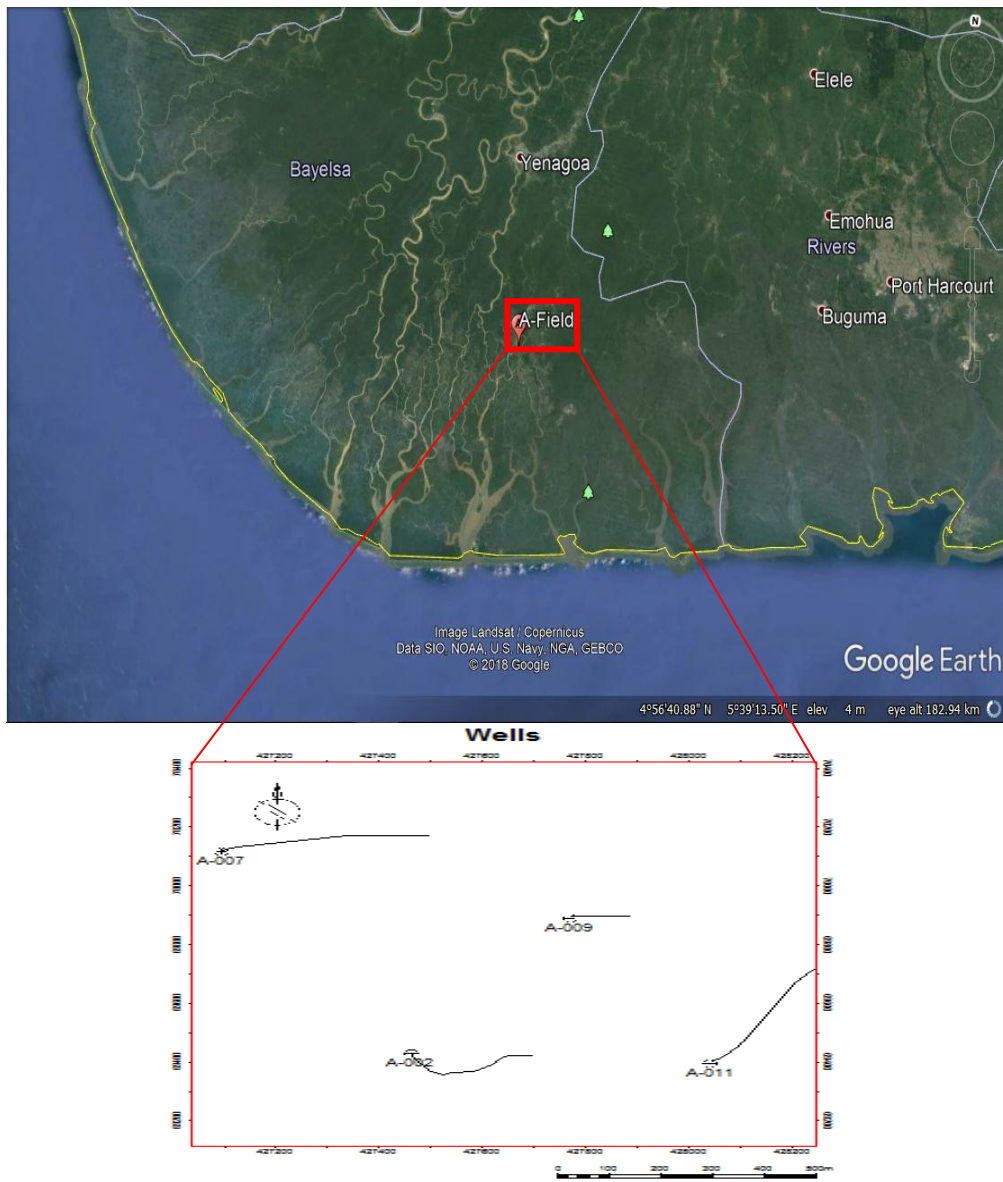 N
Elele
Yenagoa
Bayelsa
Emohua
Rivers
Port Harcourt
Buguma
A-Field
Image Landsat / Copernicus
Data SIO, NOAA, U.S. Navy, NGA, GEBCO
© 2018 Google
Google Earth
4°56'40.88" N 5°39'13.50" E elev 4 m eye alt 182.94 km
Wells
427200 427400 427600 427800 428000 428200
A-007
A-009
A-002
A-011
427200 427400 427600 427800 428000 428200
0 100 200 300 400 500m